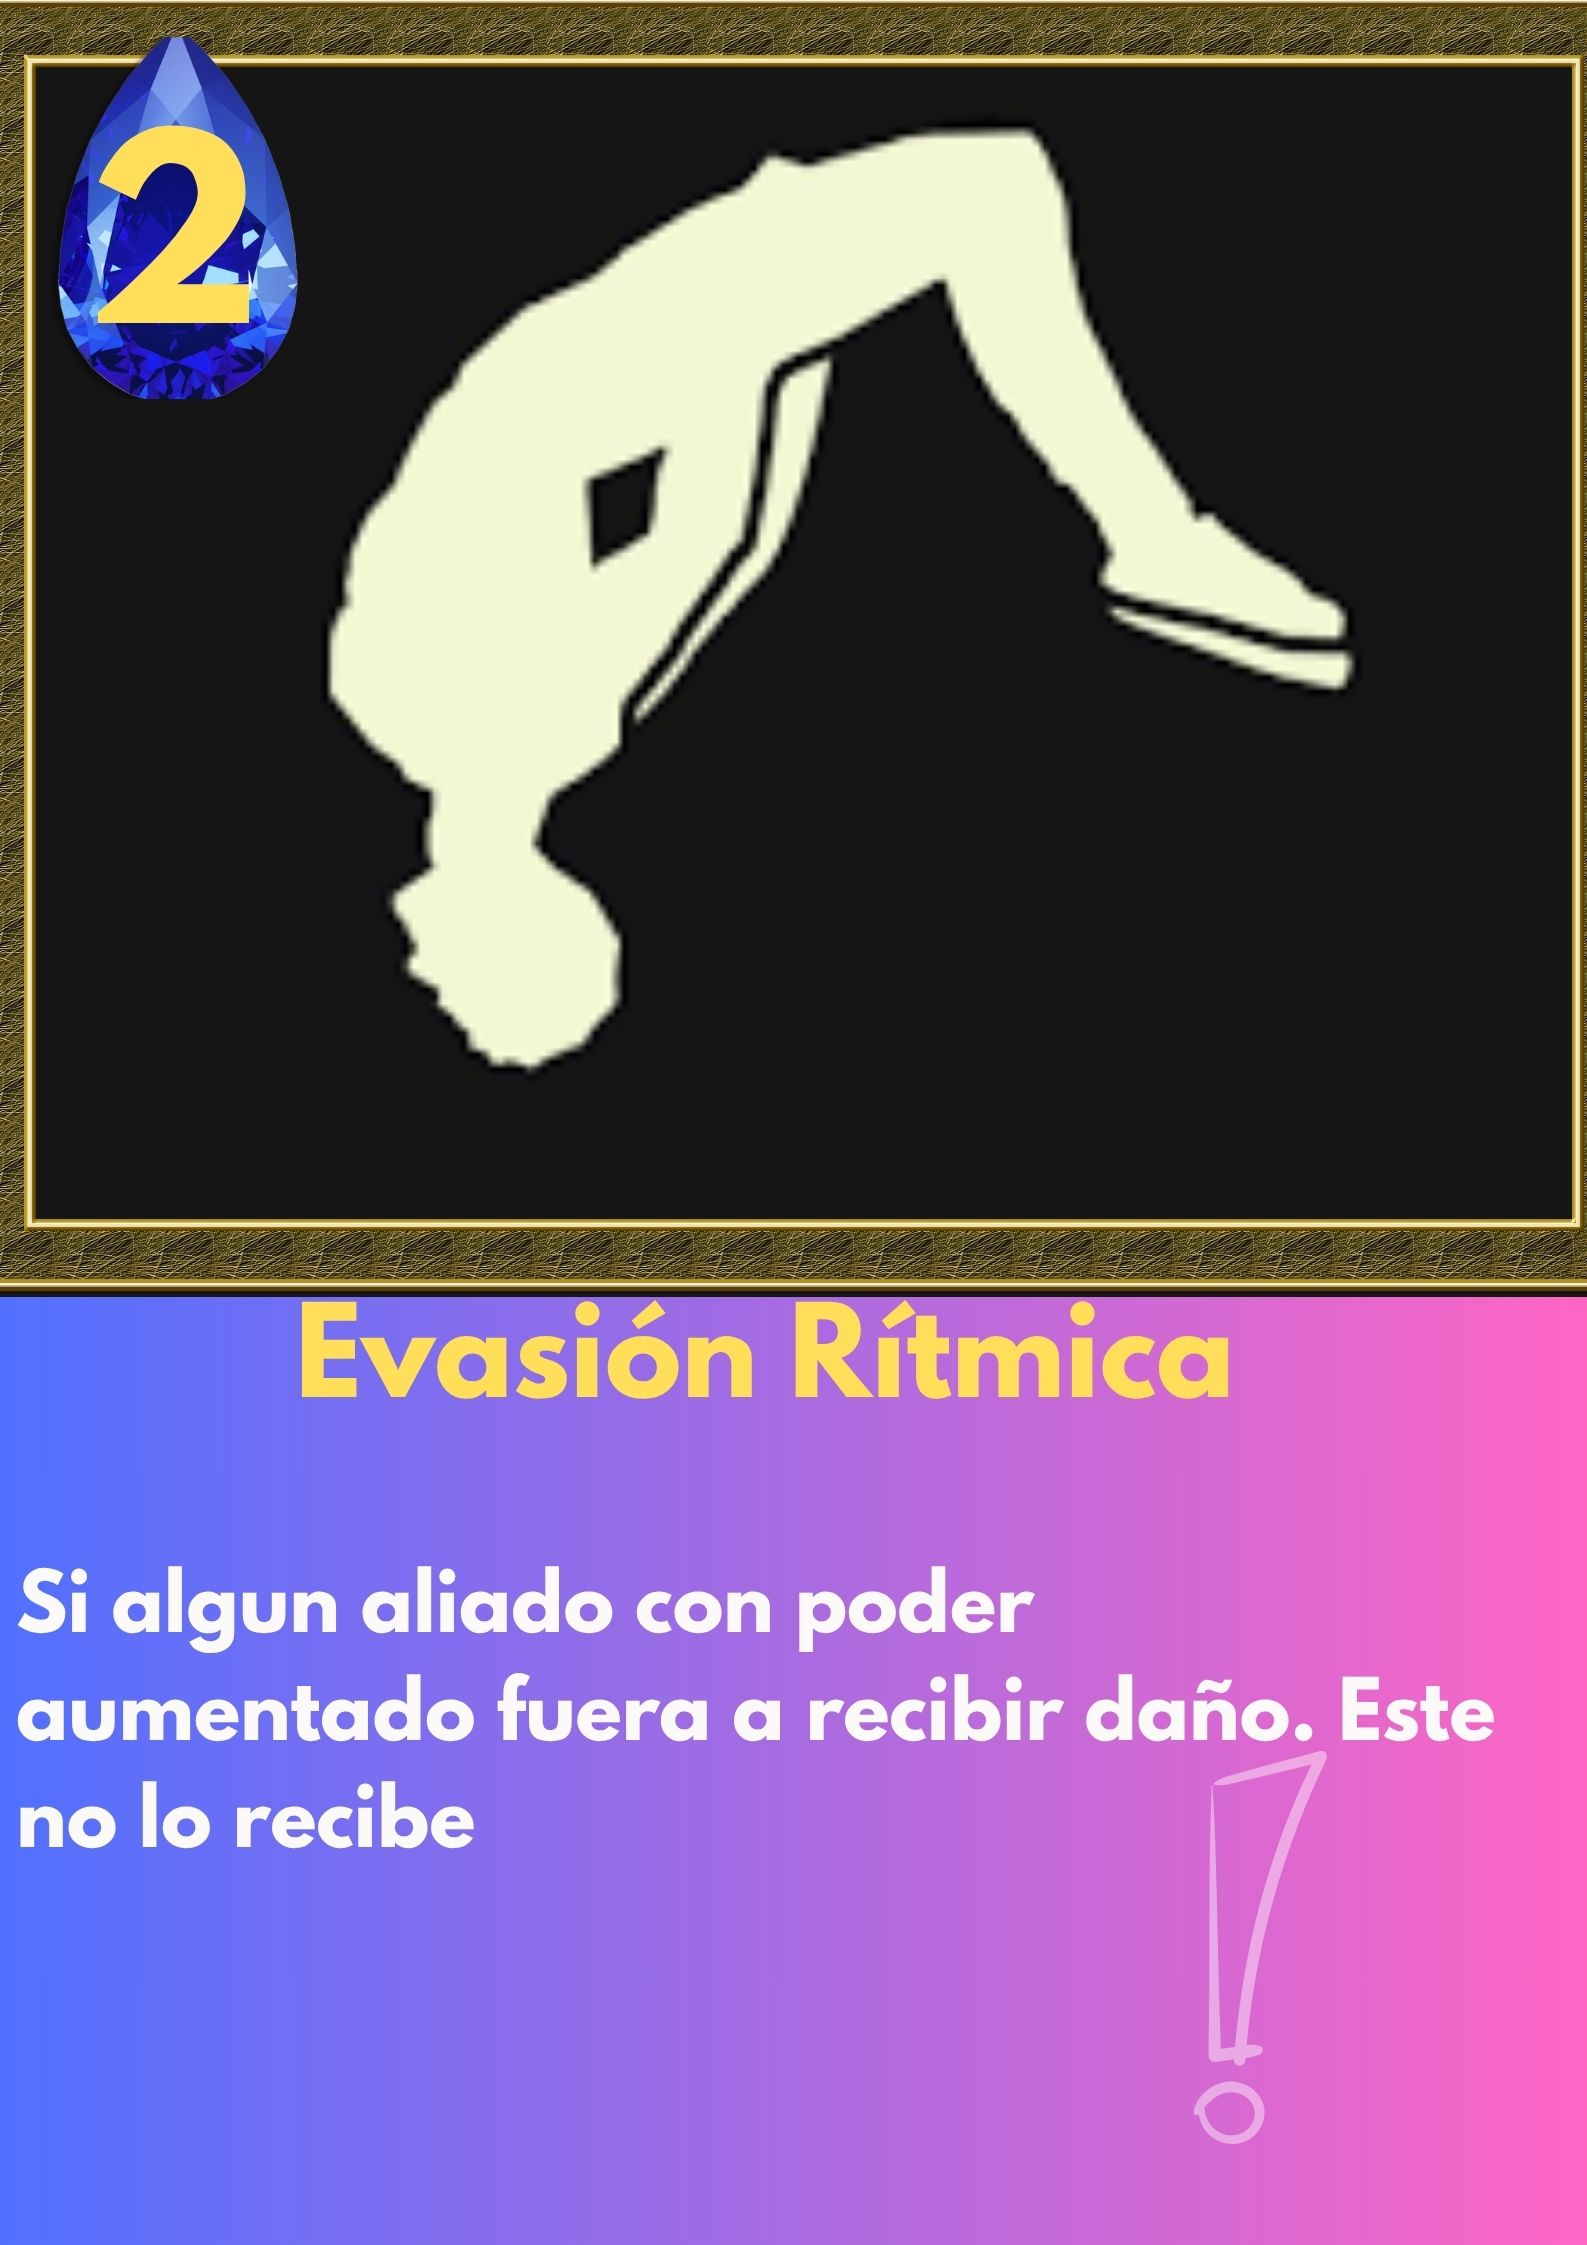 2
Evasión Rítmica
Si algun aliado con poder
aumentado fuera a recibir daño. Este
no lo recibe
!